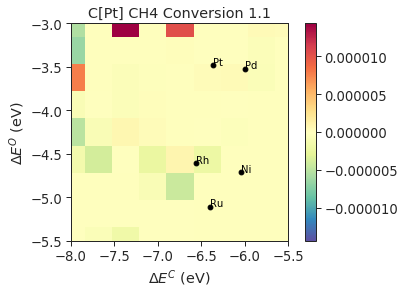 C[Pt] CH4 Conversion 1.1
−3.0
−3.5
−4.0
−4.5
−5.0
−5.5
ΔE^O (eV)
Pt
Pd
Rh
Ni
Ru
−8.0 −7.5 −7.0 −6.5 −6.0 −5.5
ΔE^C (eV)
0.000010
0.000005
0.000000
−0.000005
−0.000010